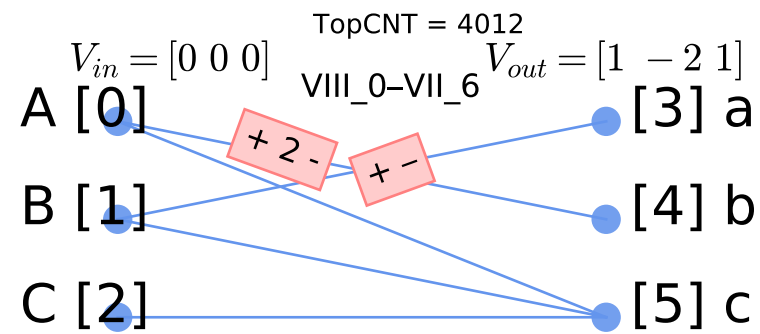 TopCNT = 4012
V_in = [0 0 0]
V_out = [1 − 2 1]
VIII_0–VII_6
A [0]
[3] a
+ 2 -
+ −
B [1]
[4] b
C [2]
[5] c